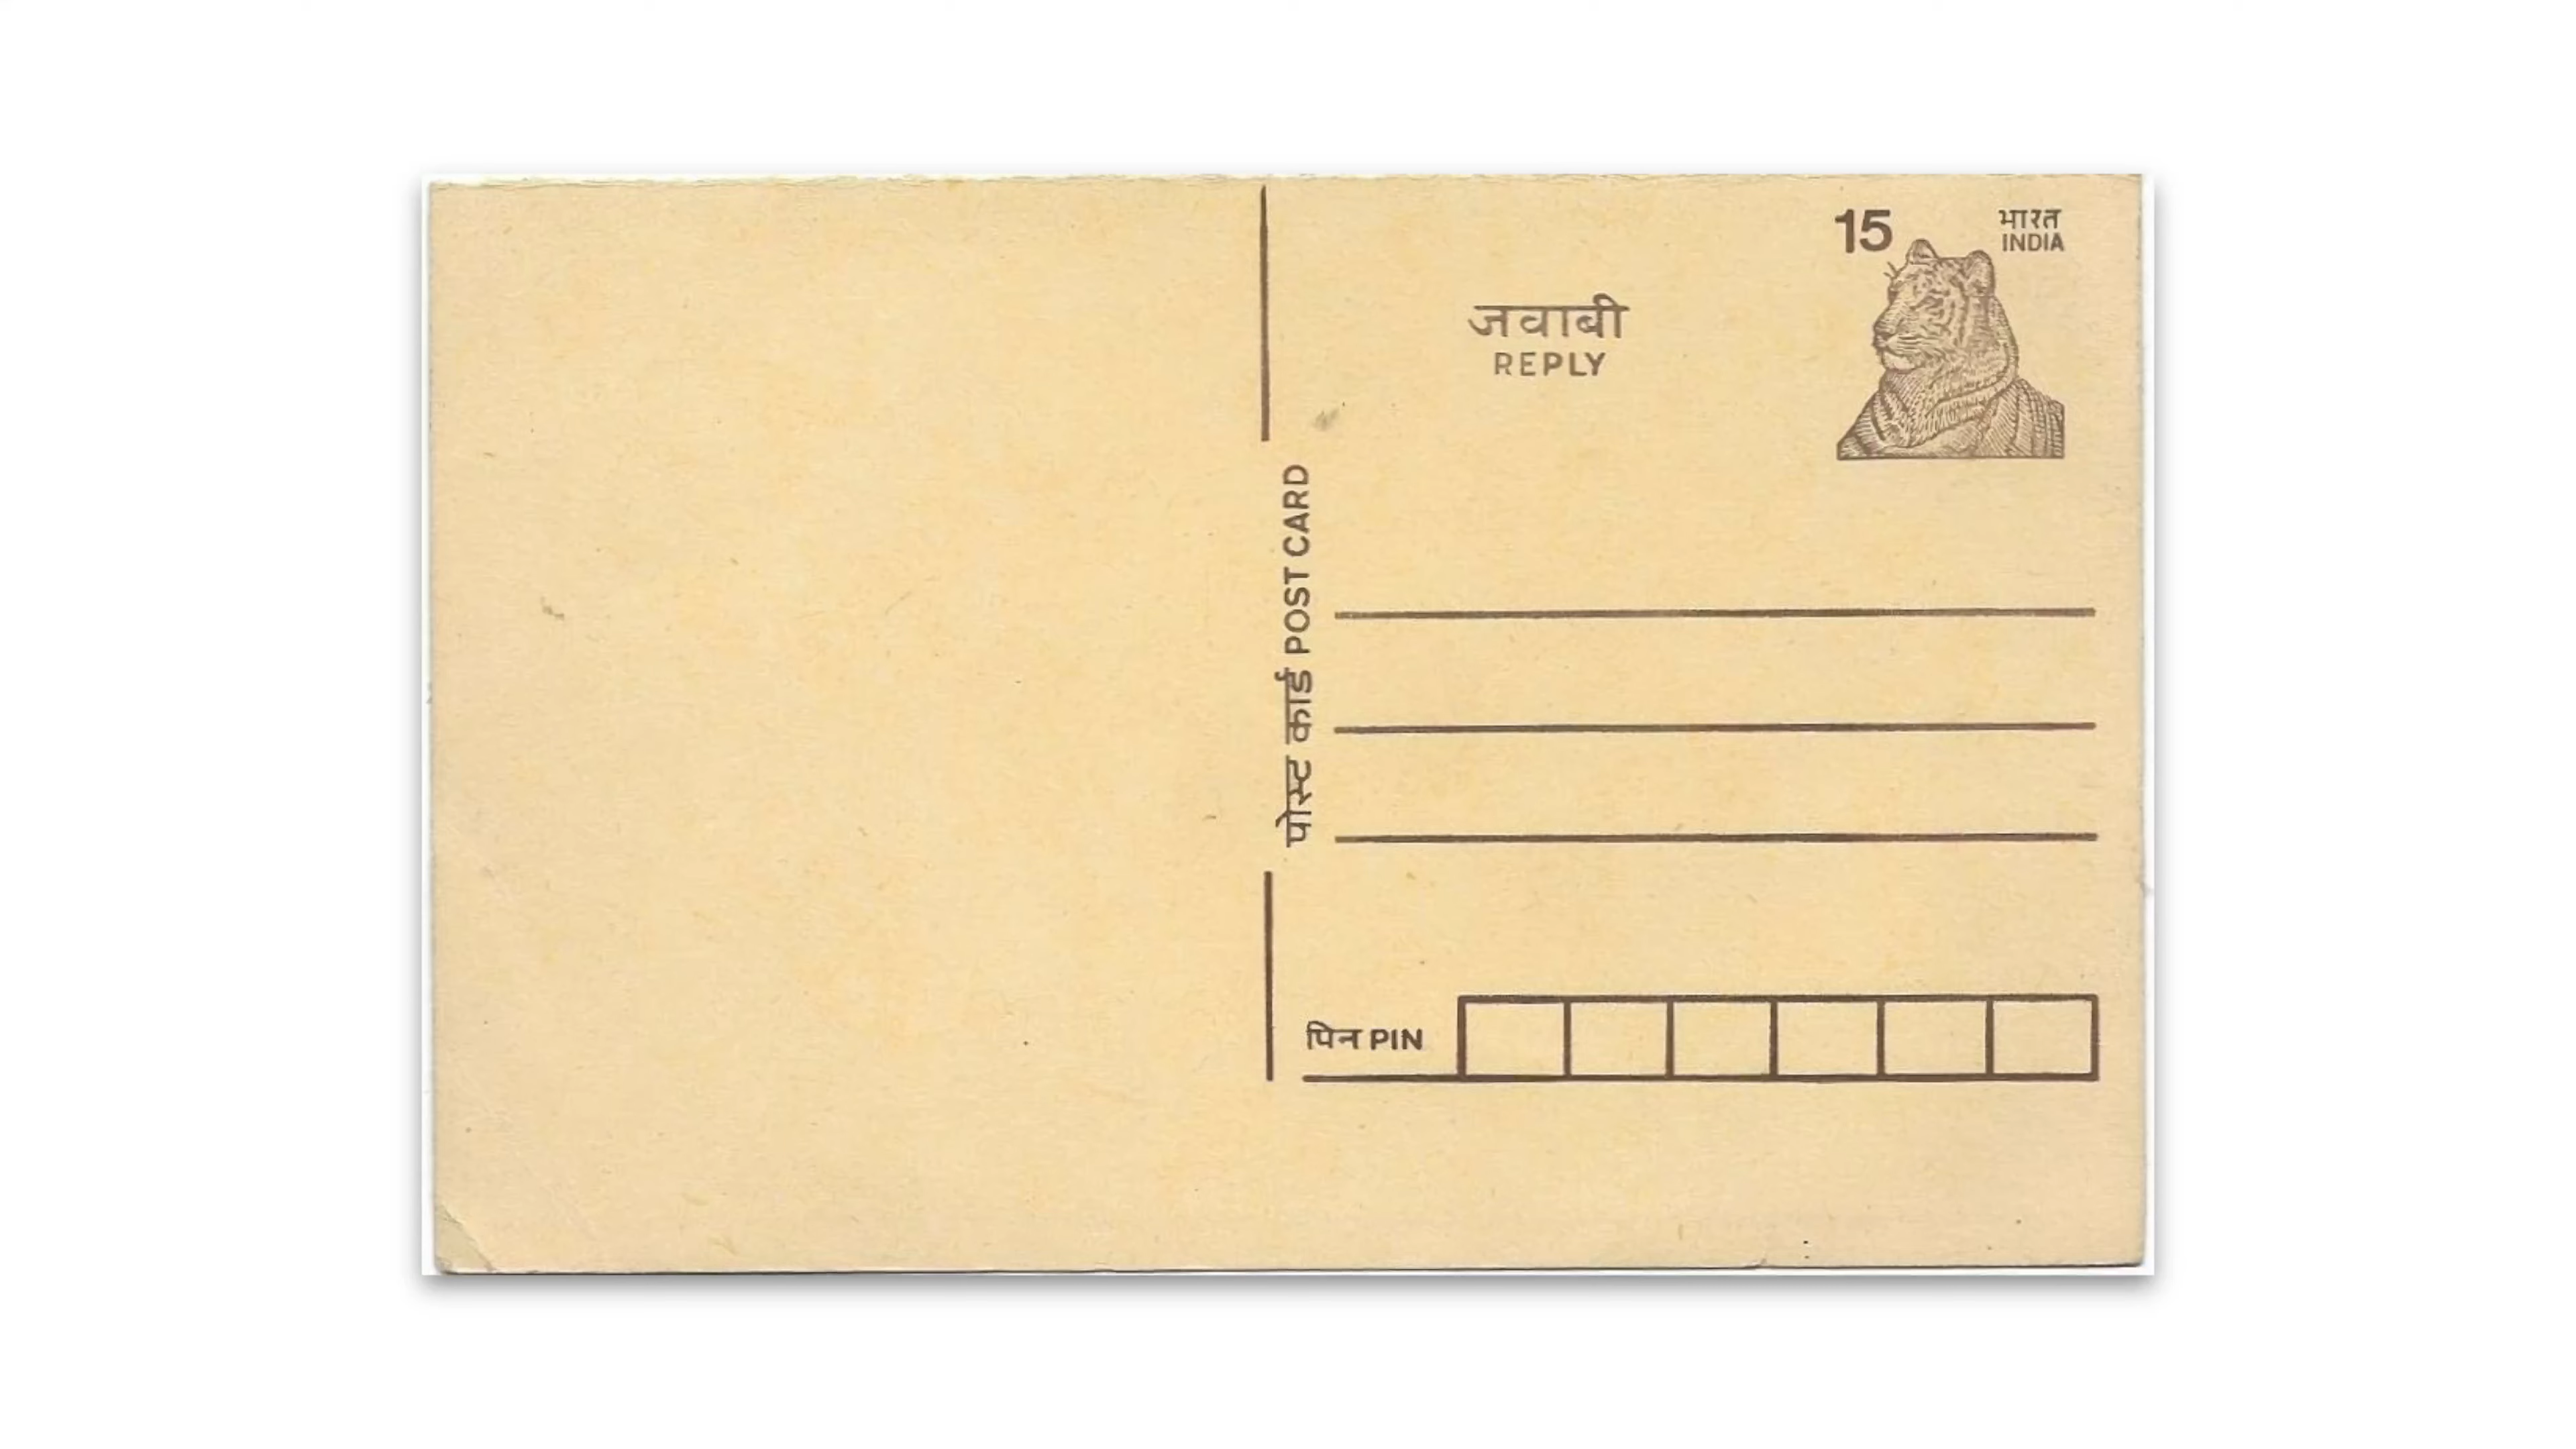 15
भारत
INDIA
जवाबी
REPLY
पोस्ट कार्ड POST CARD
पिन PIN